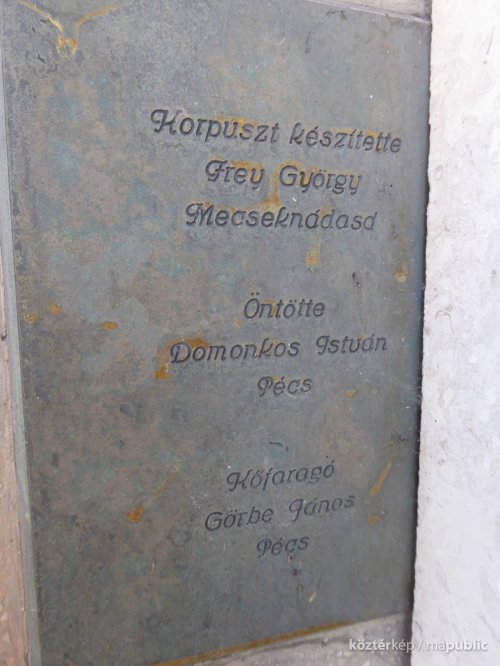 Korpuszt készítette
Frey György
Mecseknádasd
Öntötte
Domonkos István
Pécs
Kőfaragó
Görbe János
Pécs
köztérkép / mapublic